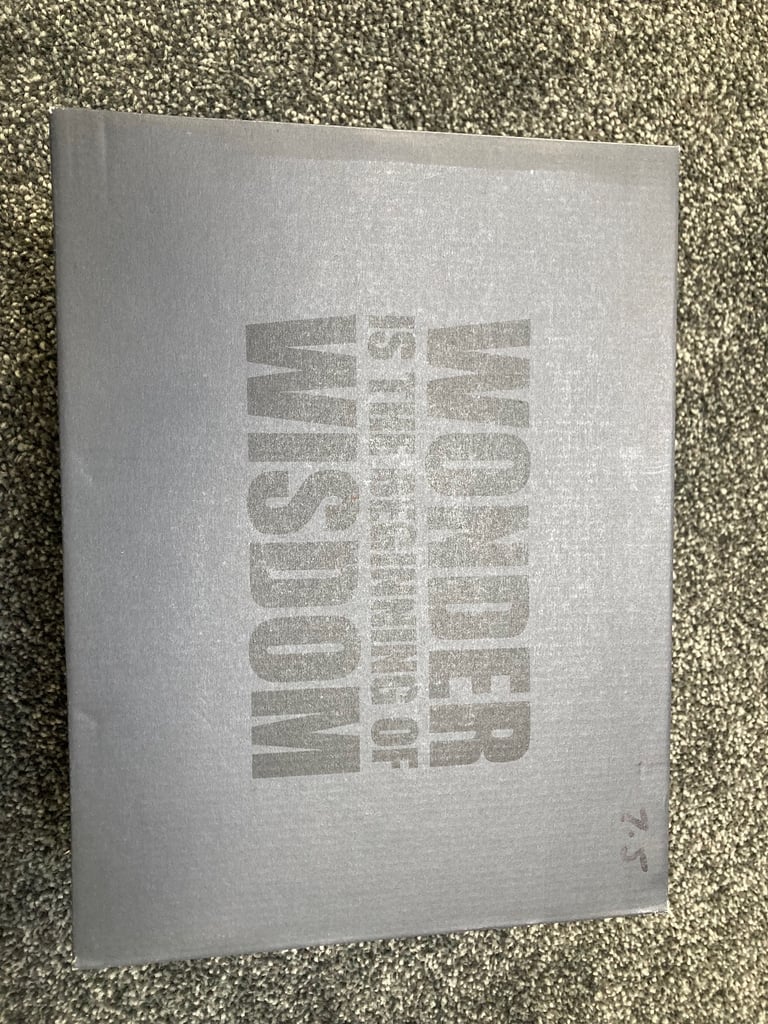 WONDER
IS THE BEGINNING OF
WISDOM
7.5